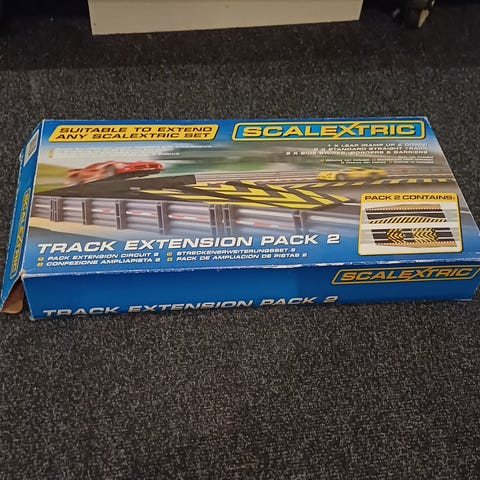 SUITABLE TO EXTEND
ANY SCALEXTRIC SET
SCALEXTRIC
1 X LEAP (RAMP UP & DOWN)
2 X STANDARD STRAIGHT TRACK
2 X SIDE SWIPES, BORDERS & BARRIERS
PACK 2 CONTAINS:
TRACK EXTENSION PACK 2
PACK EXTENSION CIRCUIT 2
STRECKENERWEITERUNGSSET 2
CONFEZIONE AMPLIAPISTA 2
PACK DE AMPLIACIÓN DE PISTAS 2
SCALEXTRIC
TRACK EXTENSION PACK 2